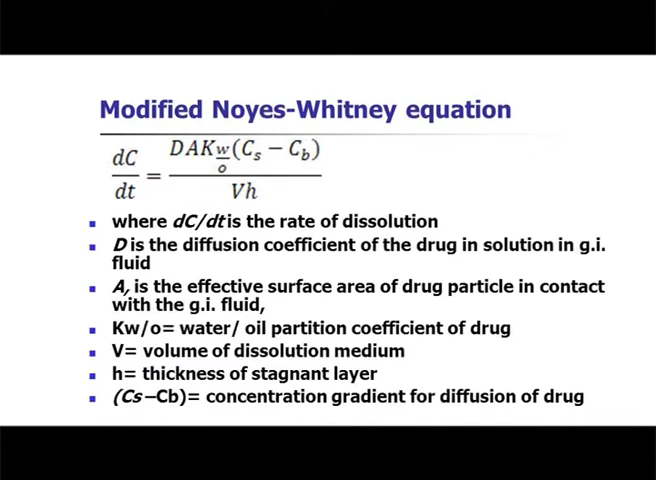 Modified Noyes-Whitney equation
dC/dt = DAKw/o(Cs − Cb)/Vh
where dC/dt is the rate of dissolution
D is the diffusion coefficient of the drug in solution in g.i.
fluid
A, is the effective surface area of drug particle in contact
with the g.i. fluid,
Kw/o= water/ oil partition coefficient of drug
V= volume of dissolution medium
h= thickness of stagnant layer
(Cs –Cb)= concentration gradient for diffusion of drug